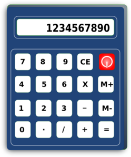 1234567890
7 8 9 CE
4 5 6 X M+
1 2 3 - M-
0 · / + =